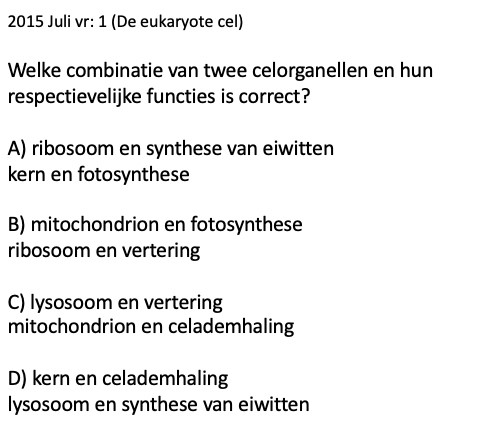 2015 Juli vr: 1 (De eukaryote cel)
Welke combinatie van twee celorganellen en hun
respectievelijke functies is correct?
A) ribosoom en synthese van eiwitten
kern en fotosynthese
B) mitochondrion en fotosynthese
ribosoom en vertering
C) lysosoom en vertering
mitochondrion en celademhaling
D) kern en celademhaling
lysosoom en synthese van eiwitten